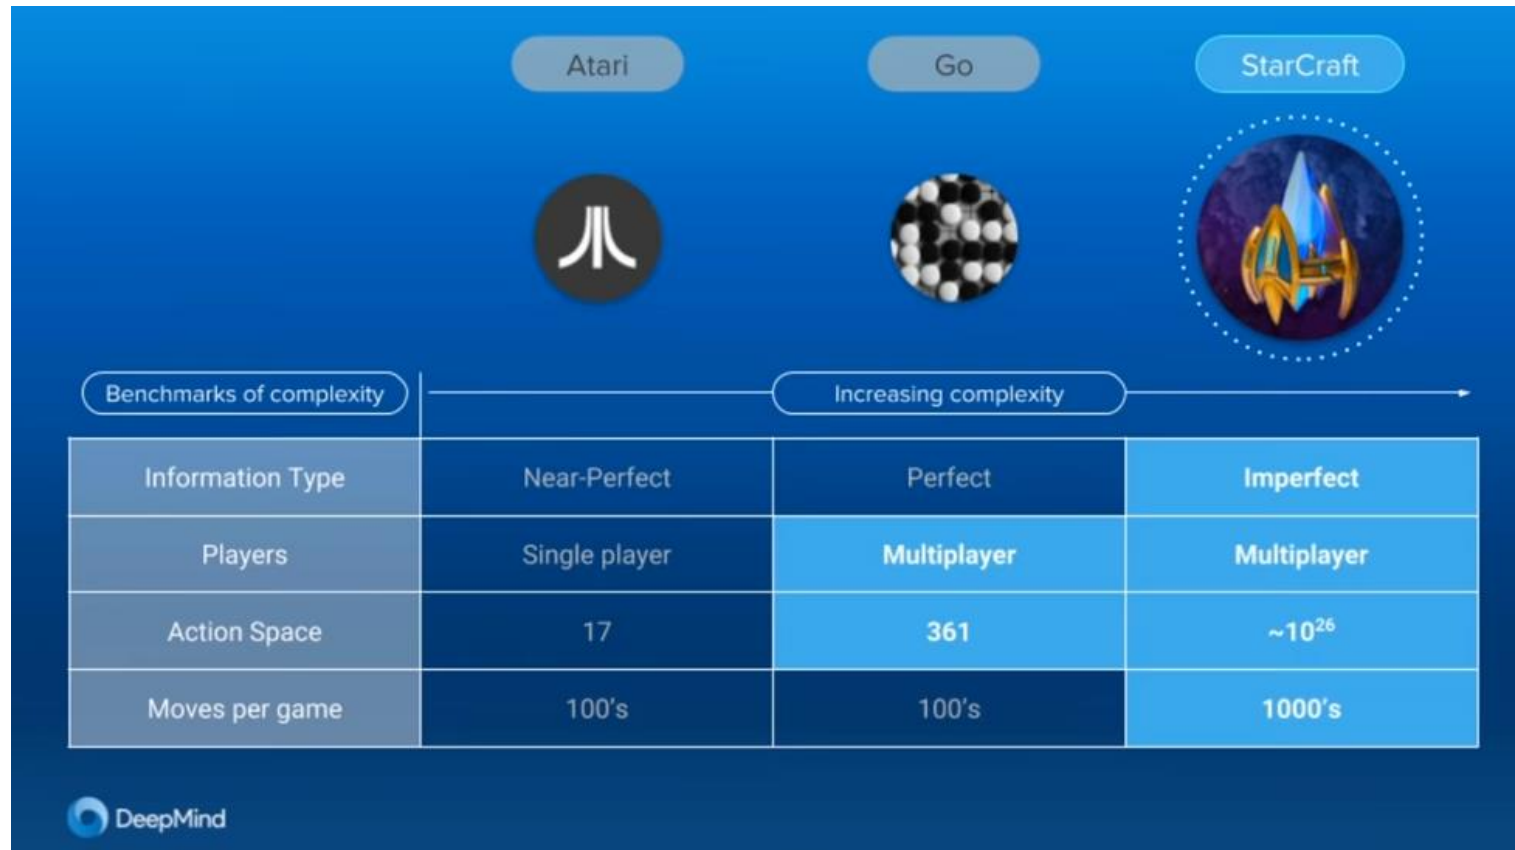 Atari Go StarCraft
Benchmarks of complexity Increasing complexity
Information Type Near-Perfect Perfect Imperfect
Players Single player Multiplayer Multiplayer
Action Space 17 361 ~10²⁶
Moves per game 100's 100's 1000's
DeepMind